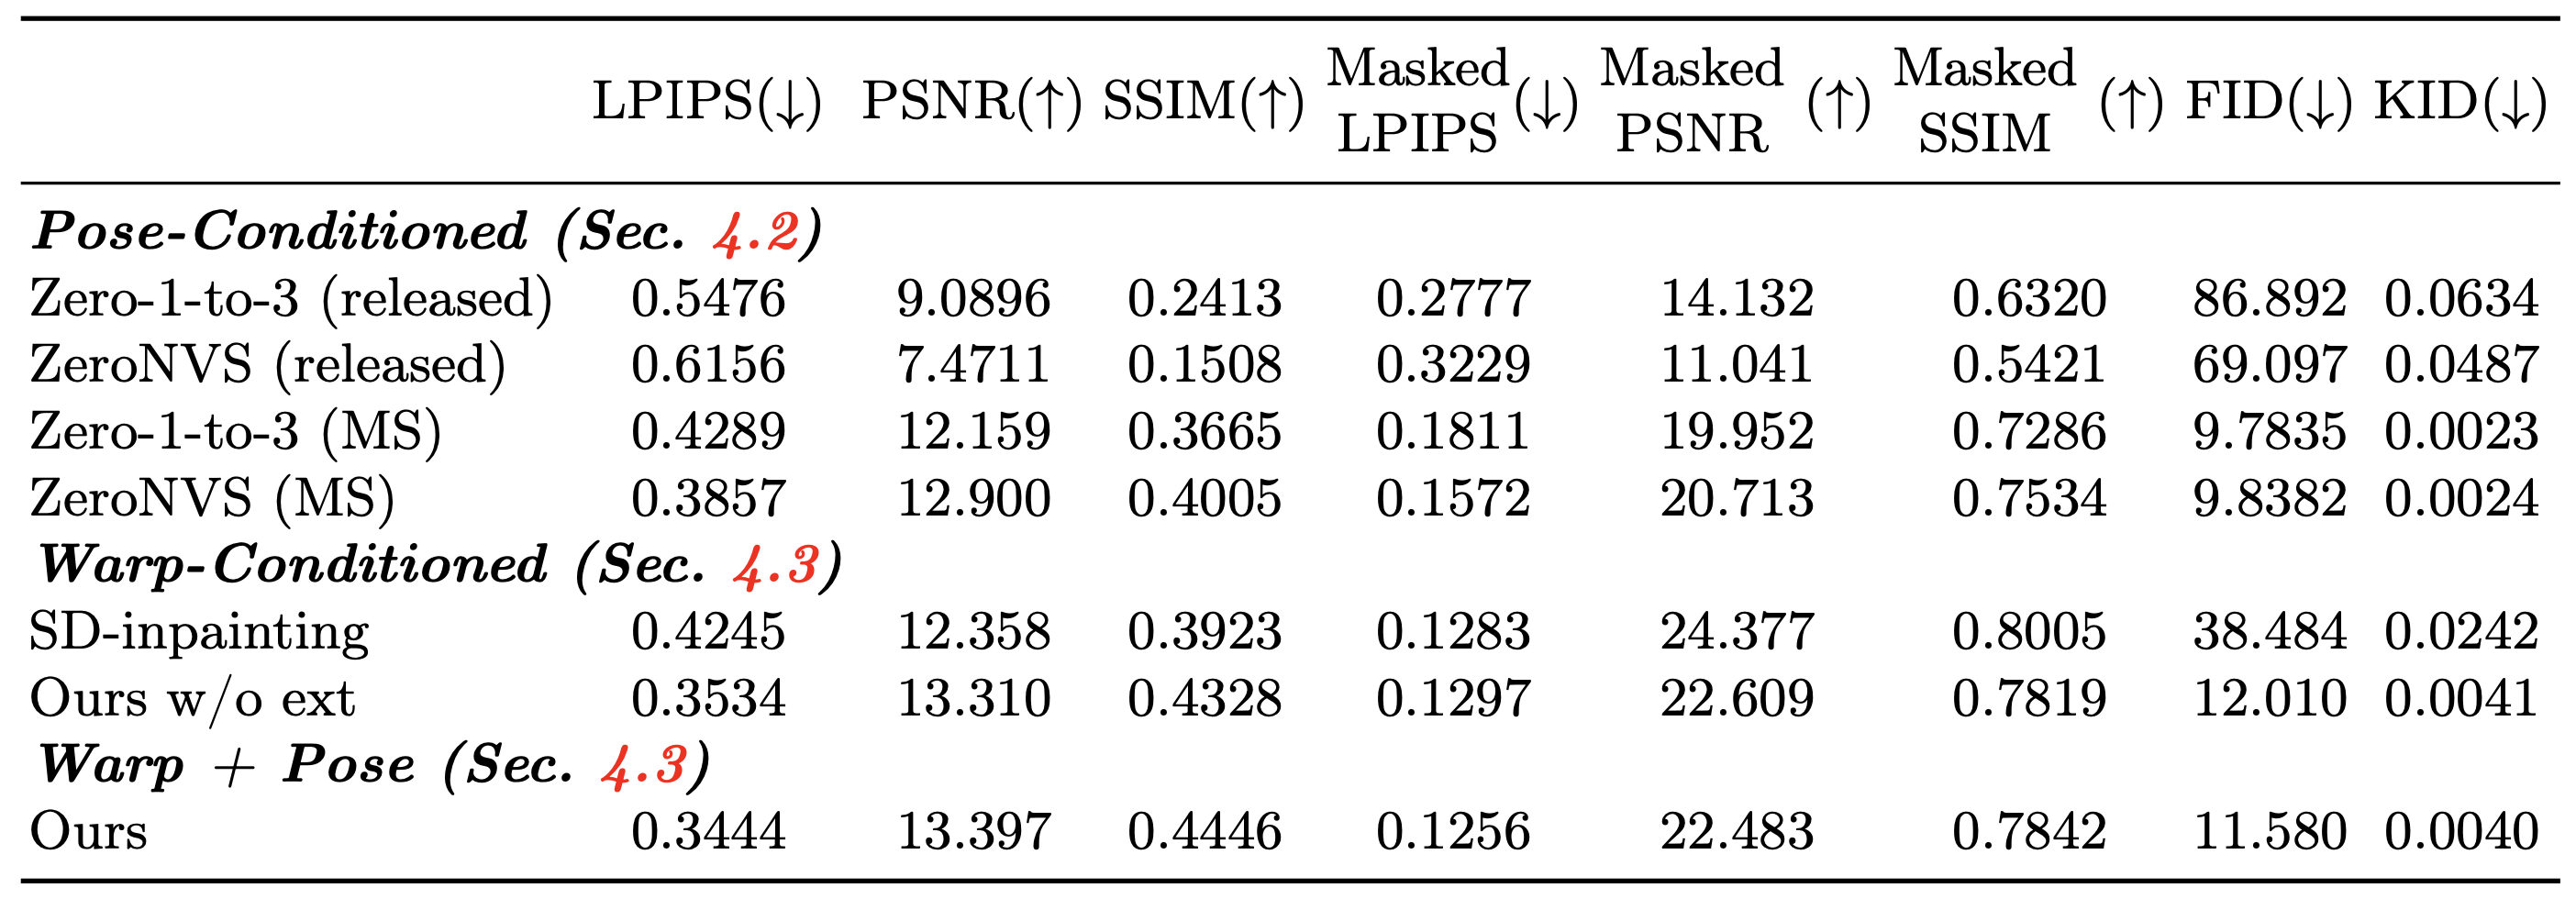 LPIPS(↓) PSNR(↑) SSIM(↑) Masked LPIPS (↓) Masked PSNR (↑) Masked SSIM (↑) FID(↓) KID(↓)
Pose-Conditioned (Sec. 4.2)
Zero-1-to-3 (released) 0.5476 9.0896 0.2413 0.2777 14.132 0.6320 86.892 0.0634
ZeroNVS (released) 0.6156 7.4711 0.1508 0.3229 11.041 0.5421 69.097 0.0487
Zero-1-to-3 (MS) 0.4289 12.159 0.3665 0.1811 19.952 0.7286 9.7835 0.0023
ZeroNVS (MS) 0.3857 12.900 0.4005 0.1572 20.713 0.7534 9.8382 0.0024
Warp-Conditioned (Sec. 4.3)
SD-inpainting 0.4245 12.358 0.3923 0.1283 24.377 0.8005 38.484 0.0242
Ours w/o ext 0.3534 13.310 0.4328 0.1297 22.609 0.7819 12.010 0.0041
Warp + Pose (Sec. 4.3)
Ours 0.3444 13.397 0.4446 0.1256 22.483 0.7842 11.580 0.0040